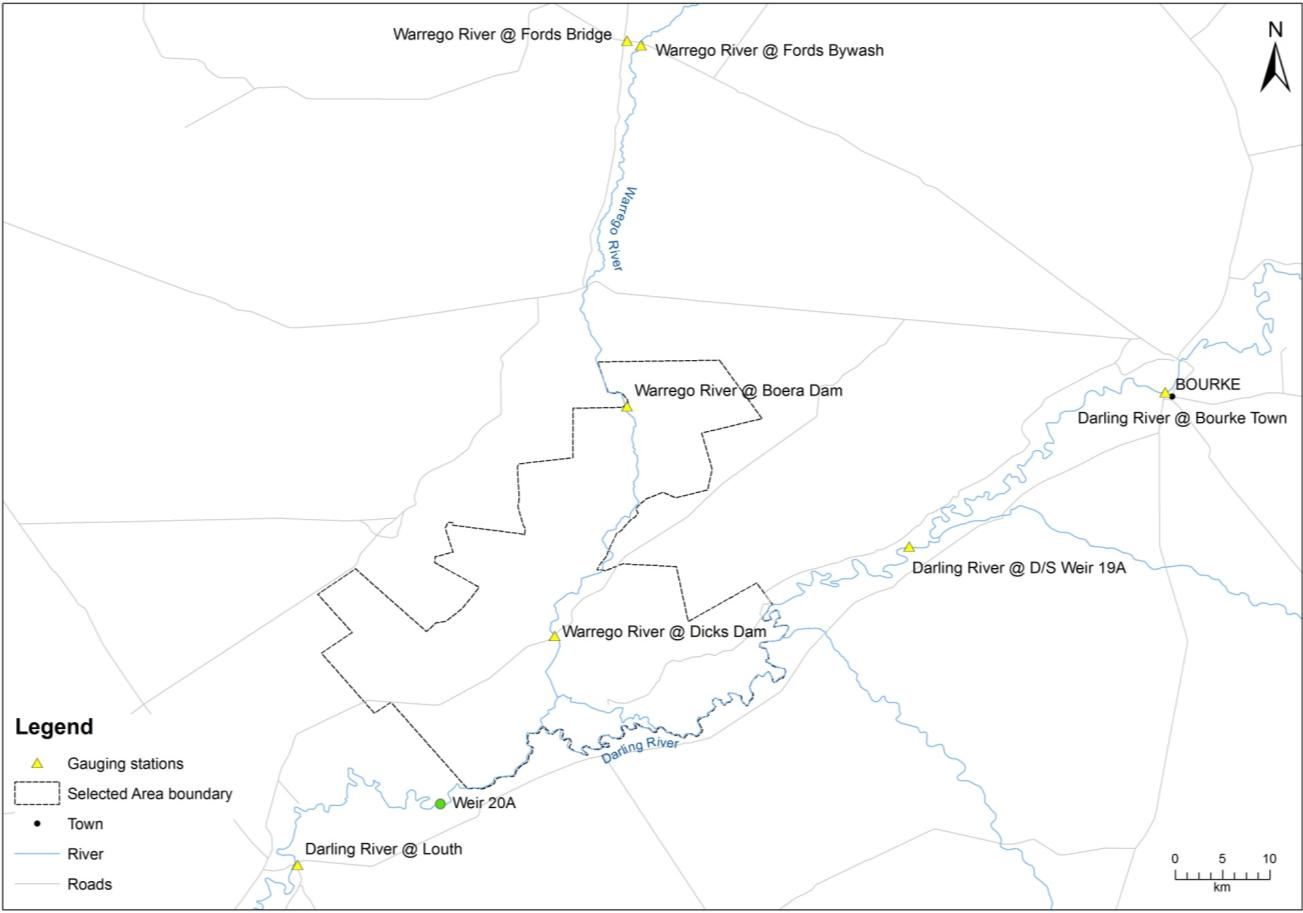 Warrego River @ Fords Bridge
Warrego River @ Fords Bywash
N
Warrego River
Warrego River @ Boera Dam
BOURKE
Darling River @ Bourke Town
Darling River @ D/S Weir 19A
Warrego River @ Dicks Dam
Darling River
Weir 20A
Darling River @ Louth
Legend
Gauging stations
Selected Area boundary
Town
River
Roads
0 5 10
km